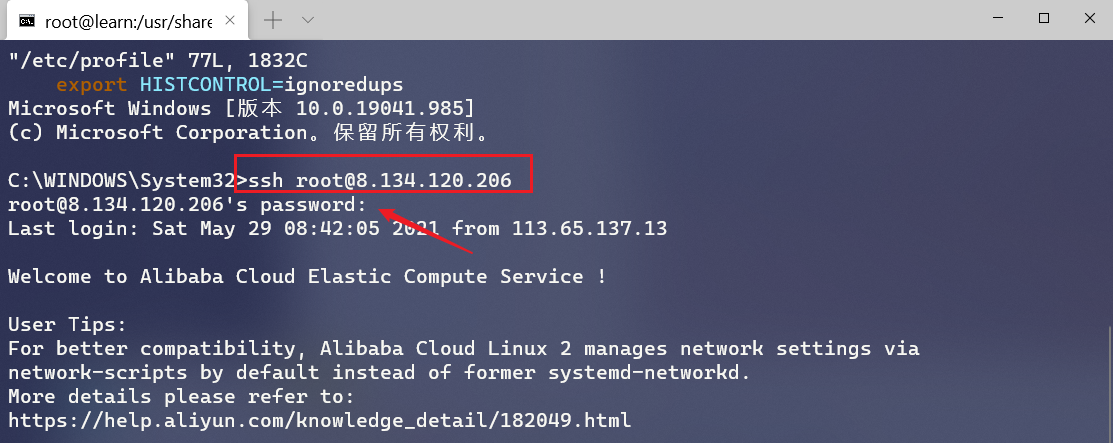 root@learn:/usr/share
"/etc/profile" 77L, 1832C
    export HISTCONTROL=ignoredups
Microsoft Windows [版本 10.0.19041.985]
(c) Microsoft Corporation。保留所有权利。
C:\WINDOWS\System32>ssh root@8.134.120.206
root@8.134.120.206's password:
Last login: Sat May 29 08:42:05 2021 from 113.65.137.13
Welcome to Alibaba Cloud Elastic Compute Service !
User Tips:
For better compatibility, Alibaba Cloud Linux 2 manages network settings via
network-scripts by default instead of former systemd-networkd.
More details please refer to:
https://help.aliyun.com/knowledge_detail/182049.html